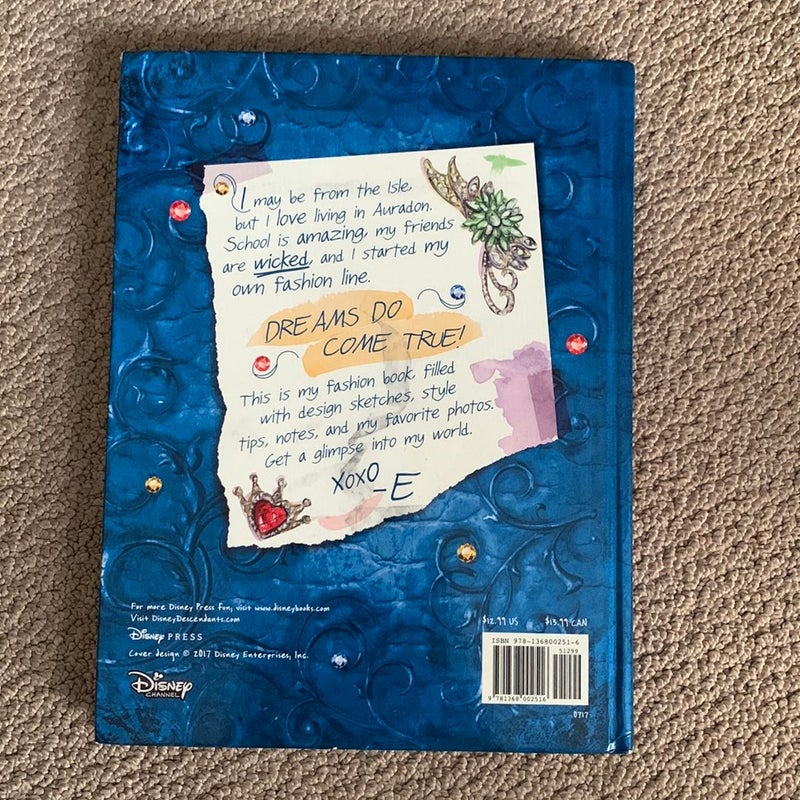 I may be from the Isle,
but I love living in Auradon.
School is amazing, my friends
are wicked, and I started my
own fashion line.
DREAMS DO
COME TRUE!
This is my fashion book, filled
with design sketches, style
tips, notes, and my favorite photos.
Get a glimpse into my world.
XOXO
-E
For more Disney Press fun, visit www.disneybooks.com
Visit DisneyDescendants.com
Disney PRESS
Cover design © 2017 Disney Enterprises, Inc.
Disney
CHANNEL
$12.99 US $13.99 CAN
ISBN 978-136800251-6
51299
9 781368 002516
0717